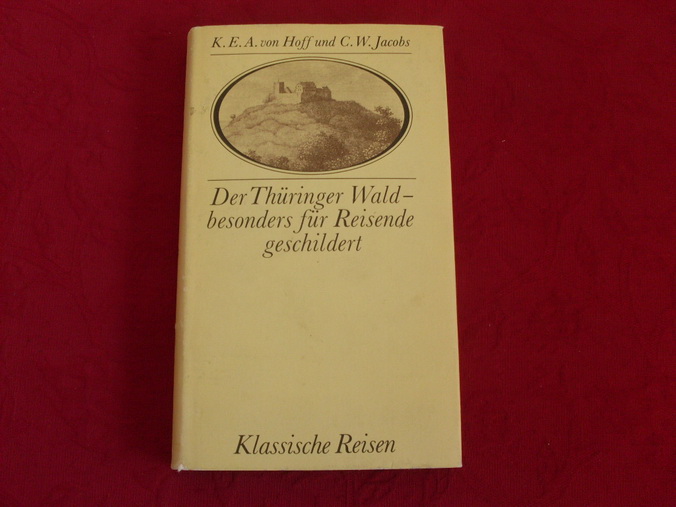 K. E. A. von Hoff und C. W. Jacobs
Der Thüringer Wald –
besonders für Reisende
geschildert
Klassische Reisen